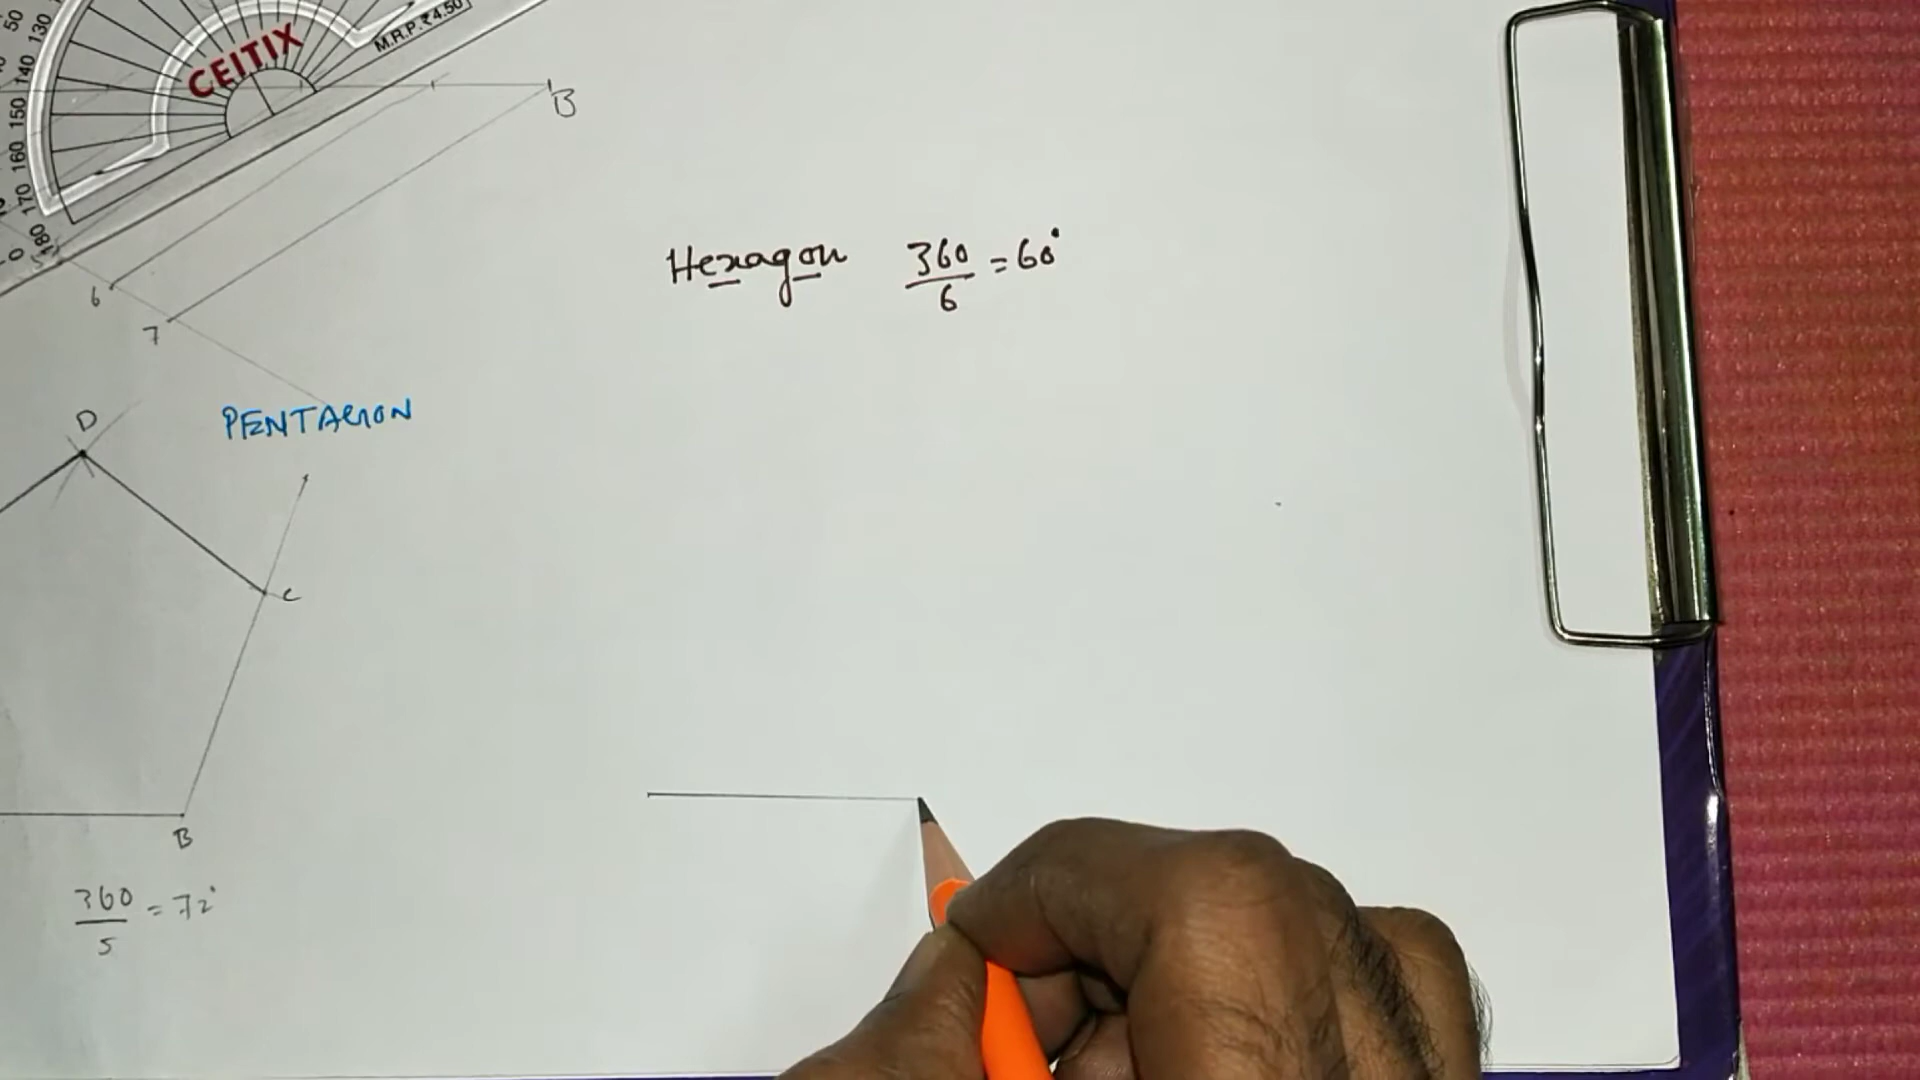 50
130
140
150
160
170
180
0
CEITIX
M.R.P.₹4.50
B
6
7
Hexagon 360/6 = 60°
PENTAGON
D
C
B
360/5 = 72°